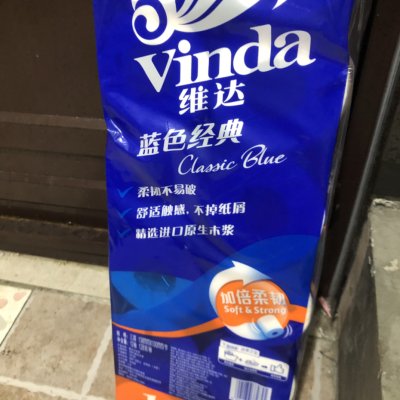 Vinda
维达
蓝色经典
Classic Blue
柔韧不易破
舒适触感，不掉纸屑
精选进口原生木浆
加倍柔韧
Soft & Strong